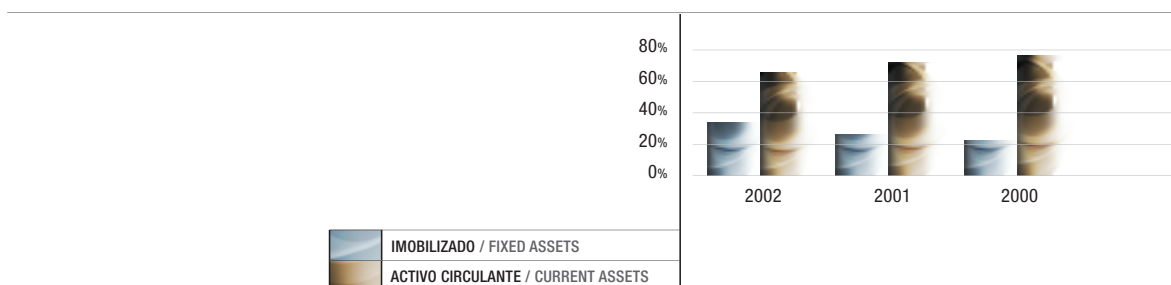 80%
60%
40%
20%
0%
2002 2001 2000
IMOBILIZADO / FIXED ASSETS
ACTIVO CIRCULANTE / CURRENT ASSETS